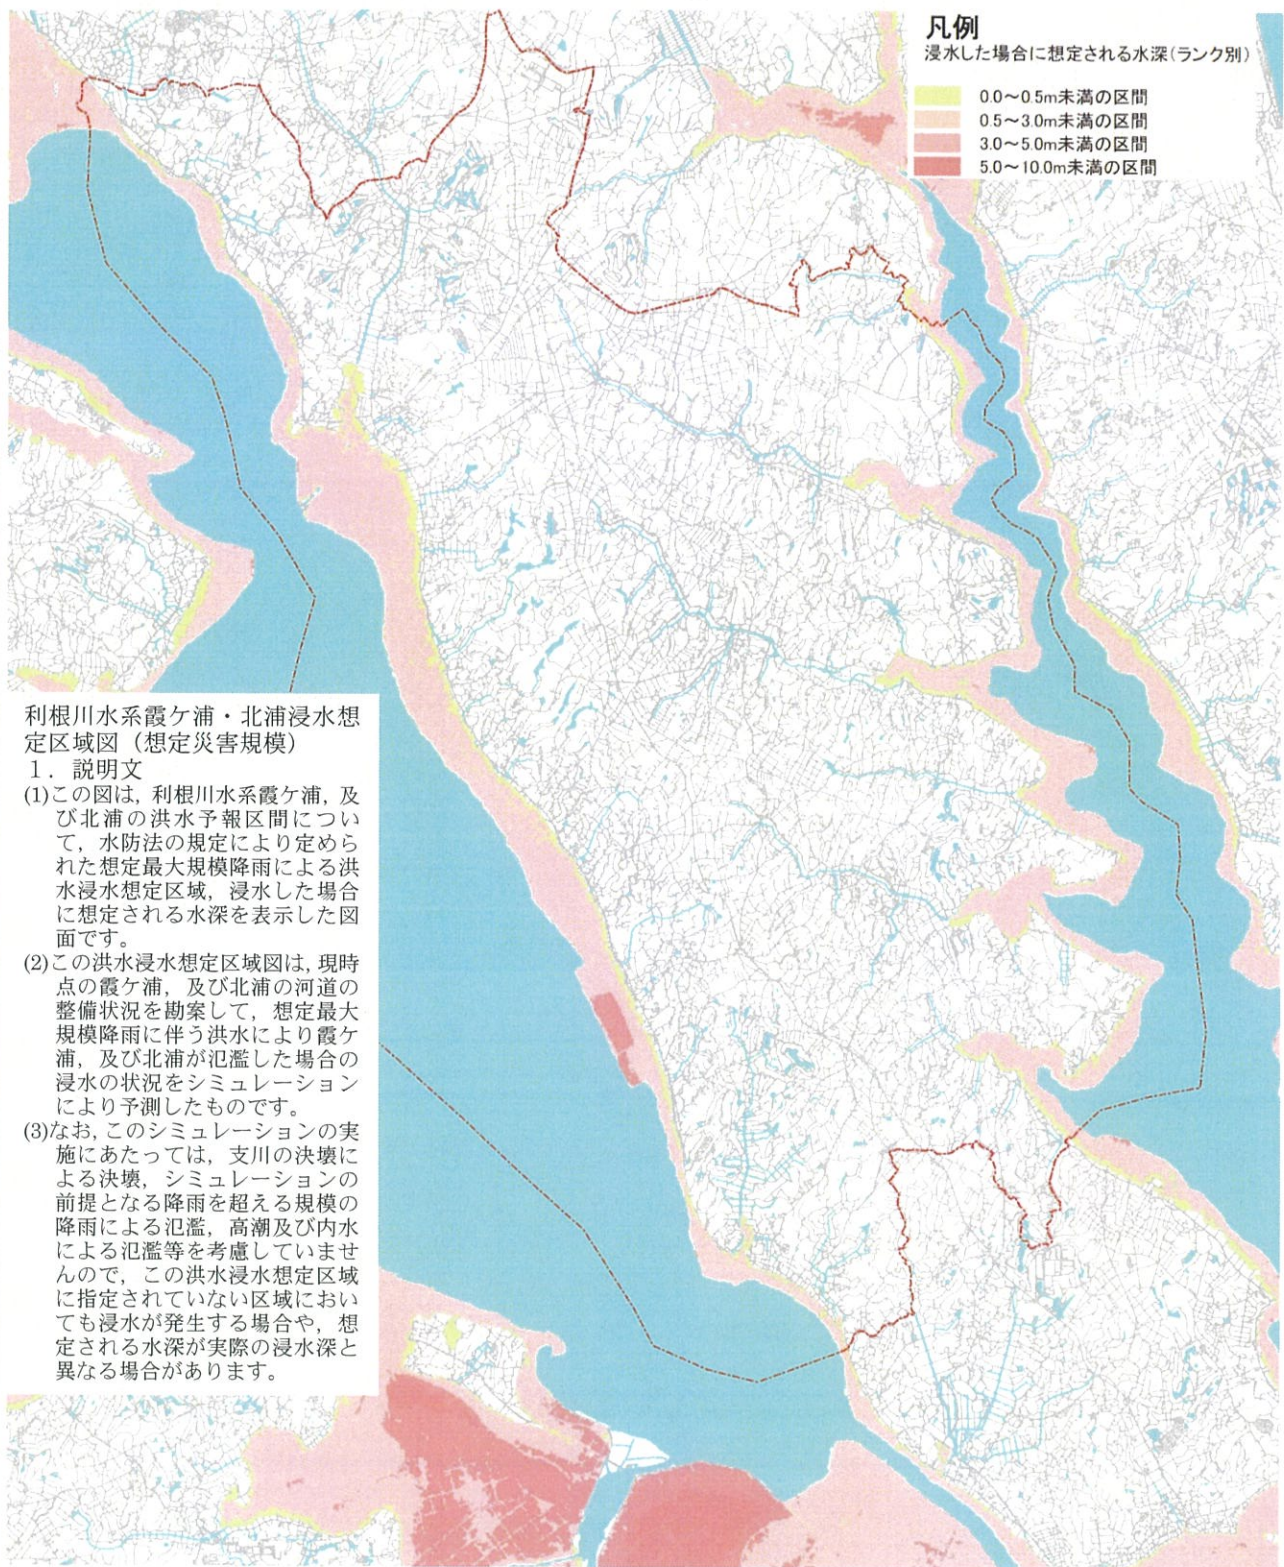 凡例
浸水した場合に想定される水深(ランク別)
0.0～0.5m未満の区間
0.5～3.0m未満の区間
3.0～5.0m未満の区間
5.0～10.0m未満の区間
利根川水系霞ケ浦・北浦浸水想
定区域図（想定災害規模）
１．説明文
(1)この図は，利根川水系霞ケ浦，及
び北浦の洪水予報区間につい
て，水防法の規定により定めら
れた想定最大規模降雨による洪
水浸水想定区域，浸水した場合
に想定される水深を表示した図
面です。
(2)この洪水浸水想定区域図は，現時
点の霞ケ浦，及び北浦の河道の
整備状況を勘案して，想定最大
規模降雨に伴う洪水により霞ケ
浦，及び北浦が氾濫した場合の
浸水の状況をシミュレーション
により予測したものです。
(3)なお，このシミュレーションの実
施にあたっては，支川の決壊に
よる決壊，シミュレーションの
前提となる降雨を超える規模の
降雨による氾濫，高潮及び内水
による氾濫等を考慮していませ
んので，この洪水浸水想定区域
に指定されていない区域におい
ても浸水が発生する場合や，想
定される水深が実際の浸水深と
異なる場合があります。